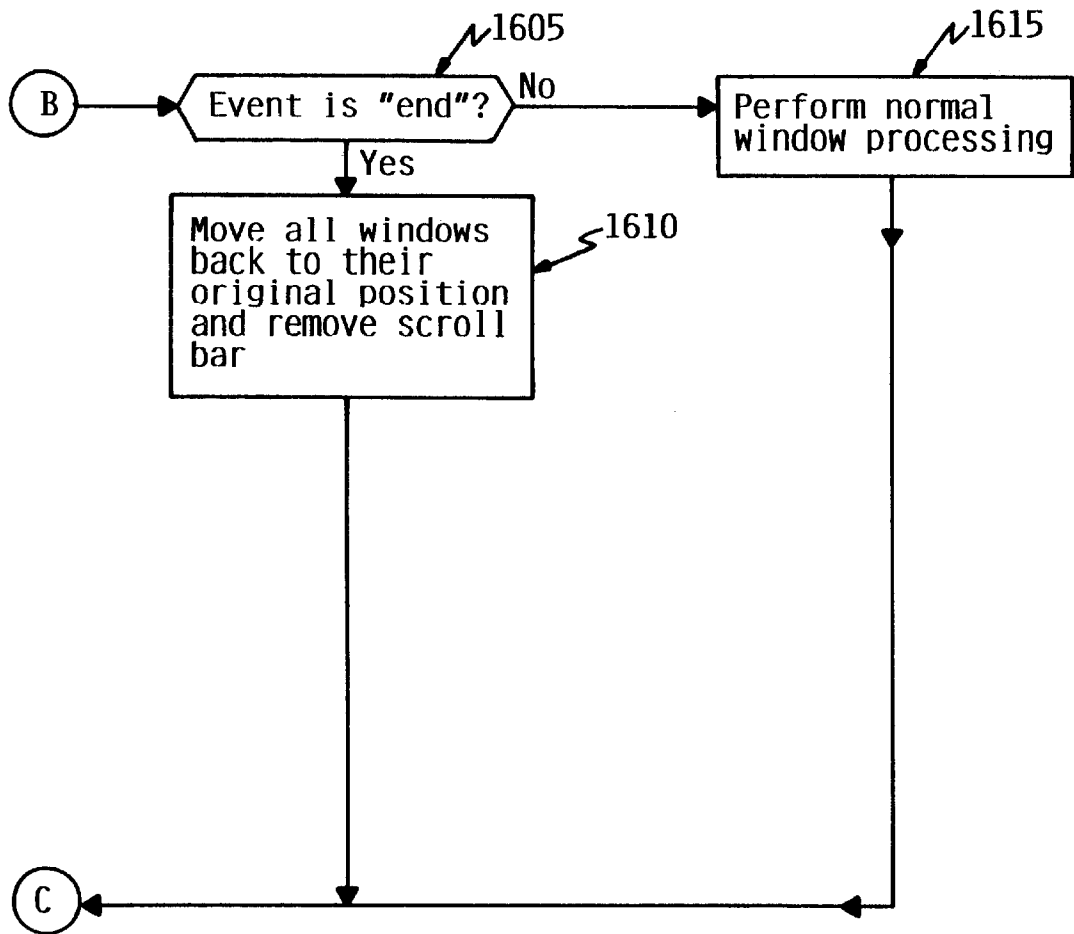 1605
1615
B
Event is "end"?
No
Perform normal
window processing
Yes
Move all windows
back to their
original position
and remove scroll
bar
1610
C